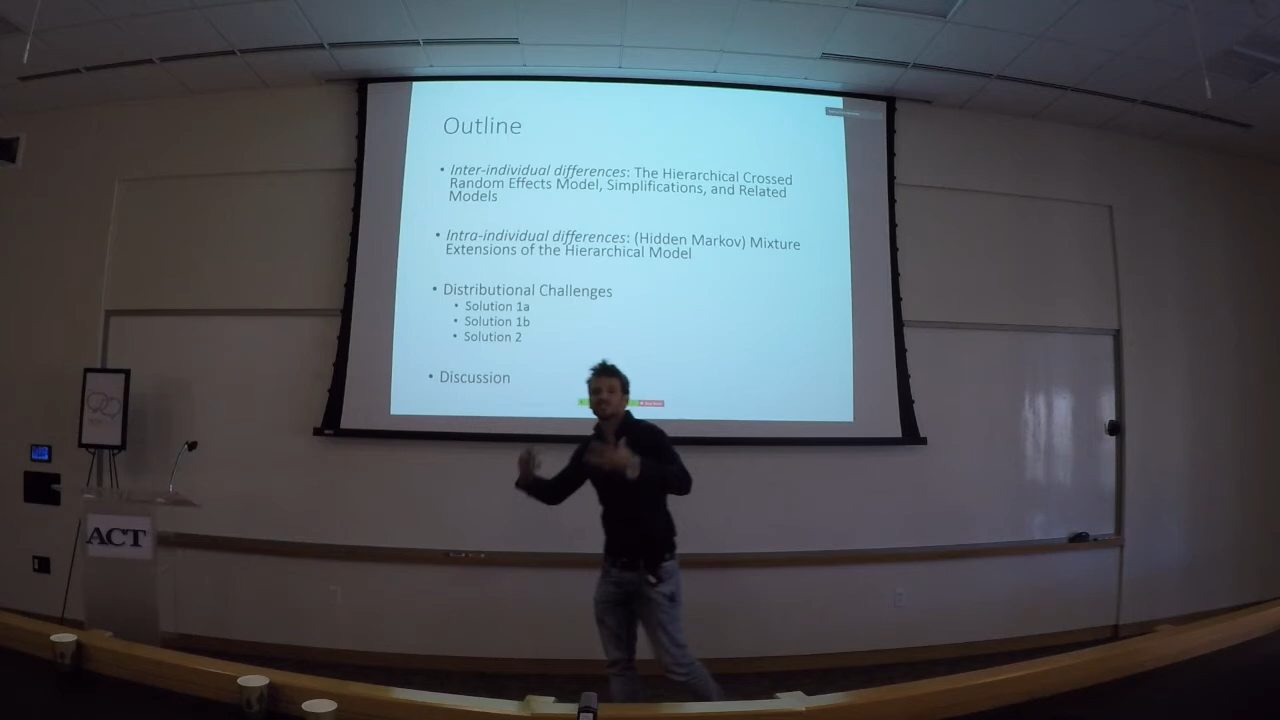 Outline
• Inter-individual differences: The Hierarchical Crossed
Random Effects Model, Simplifications, and Related
Models
• Intra-individual differences: (Hidden Markov) Mixture
Extensions of the Hierarchical Model
• Distributional Challenges
• Solution 1a
• Solution 1b
• Solution 2
• Discussion
ACT